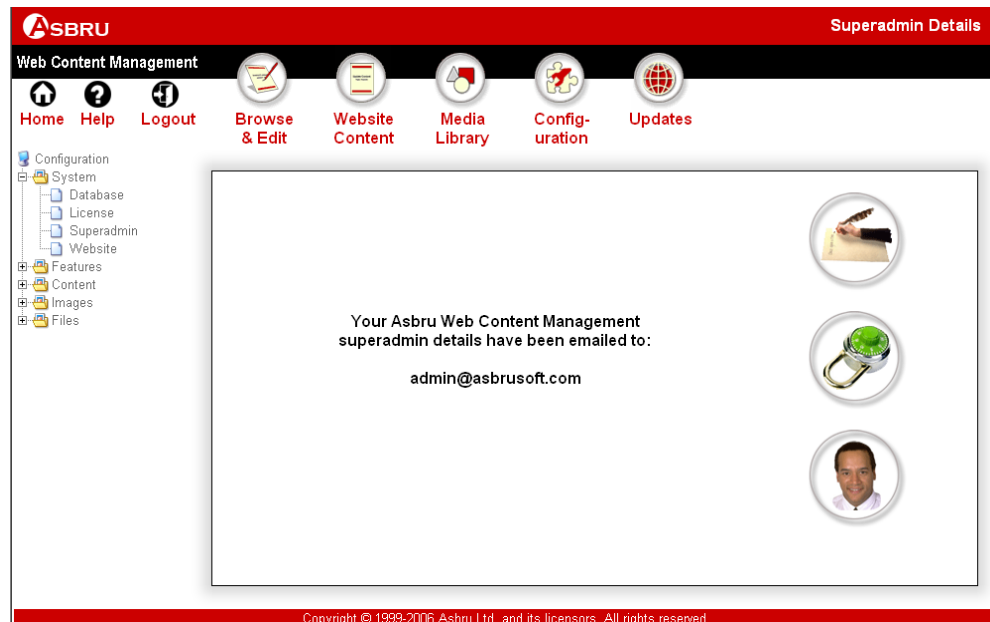 ASBRU
Superadmin Details
Web Content Management
Home
Help
Logout
Browse
& Edit
Website
Content
Media
Library
Config-
uration
Updates
Configuration
System
Database
License
Superadmin
Website
Features
Content
Images
Files
Your Asbru Web Content Management
superadmin details have been emailed to:
admin@asbrusoft.com
Copyright © 1999-2006 Asbru Ltd. and its licensors. All rights reserved.